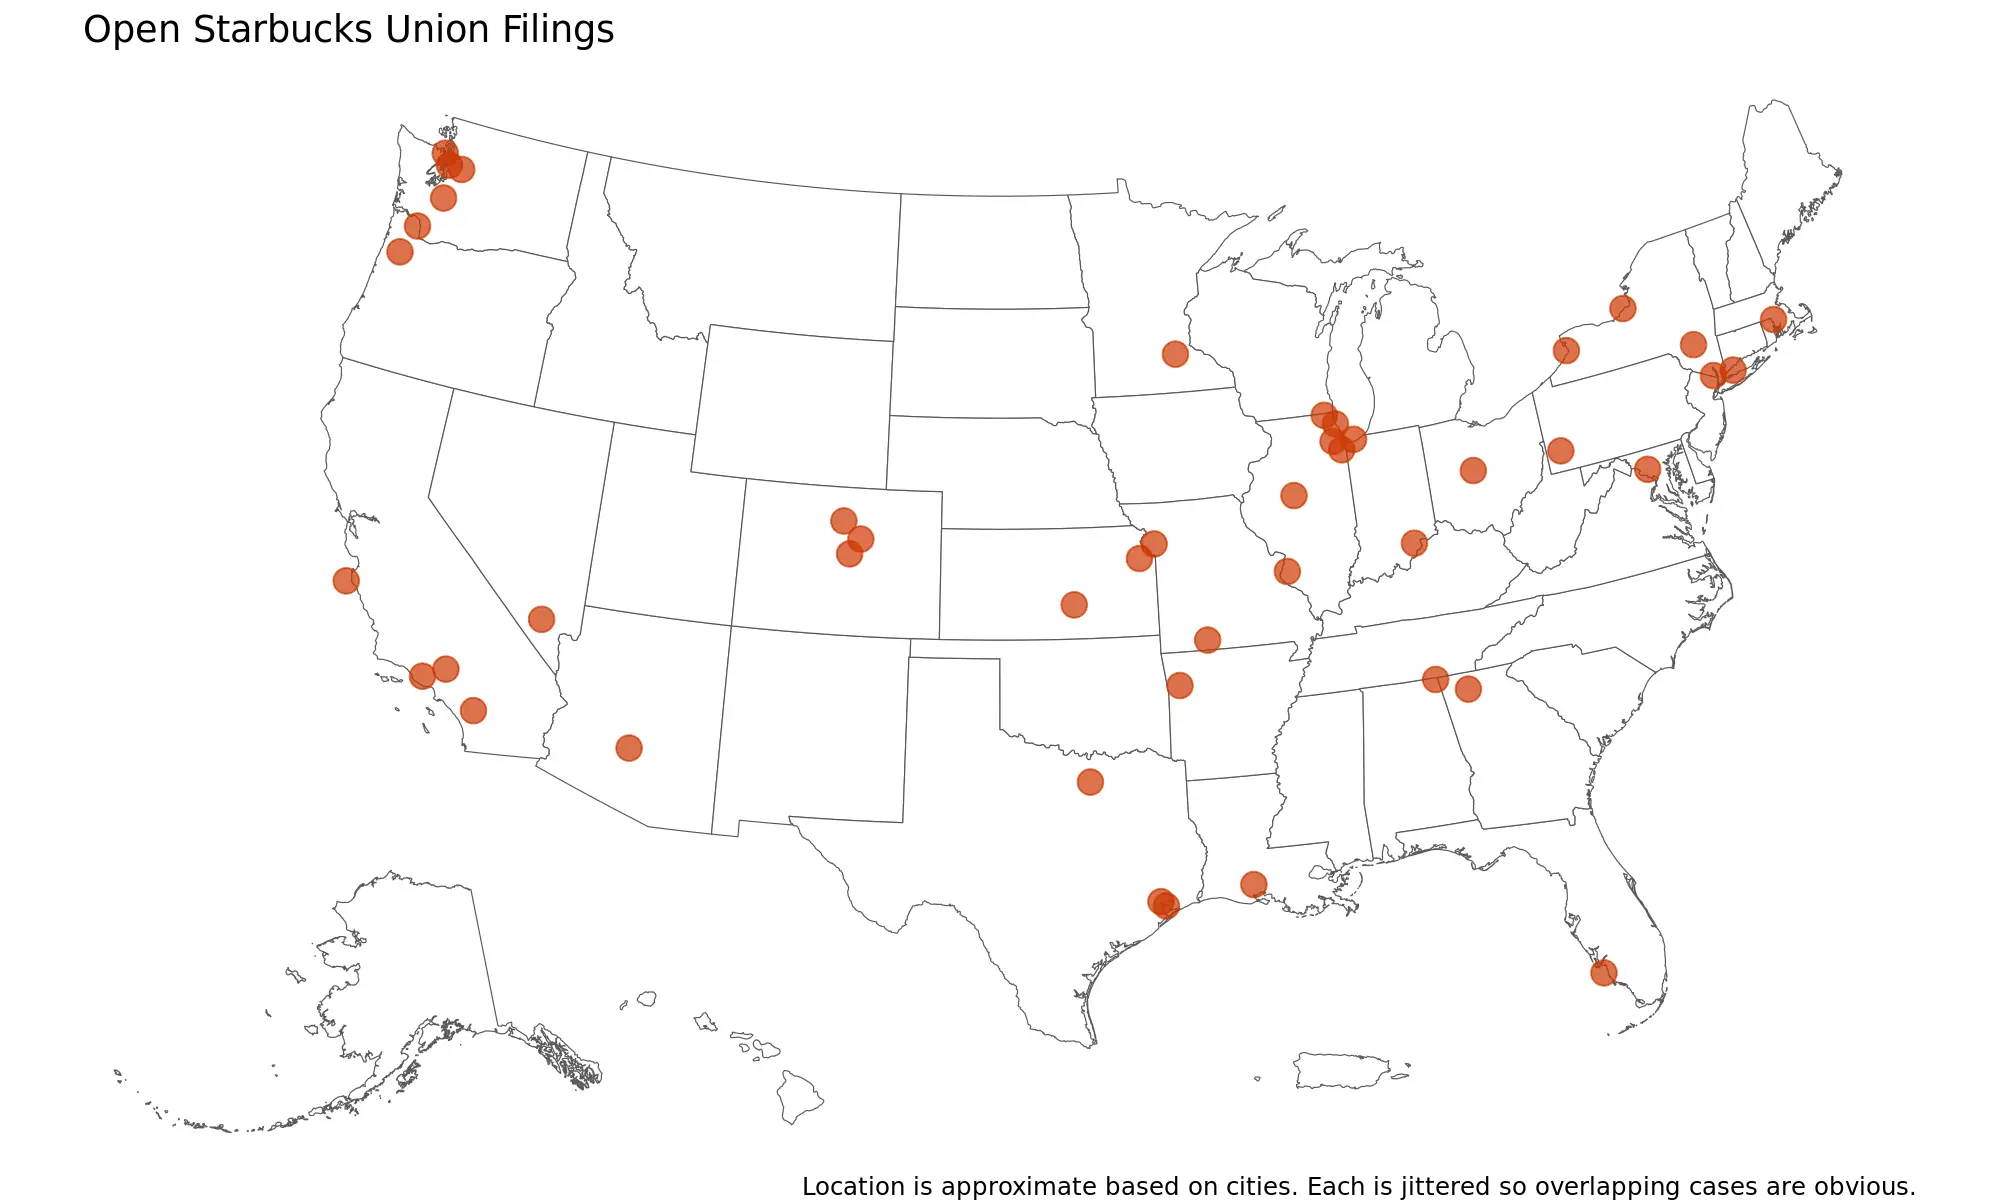 Open Starbucks Union Filings
Location is approximate based on cities. Each is jittered so overlapping cases are obvious.